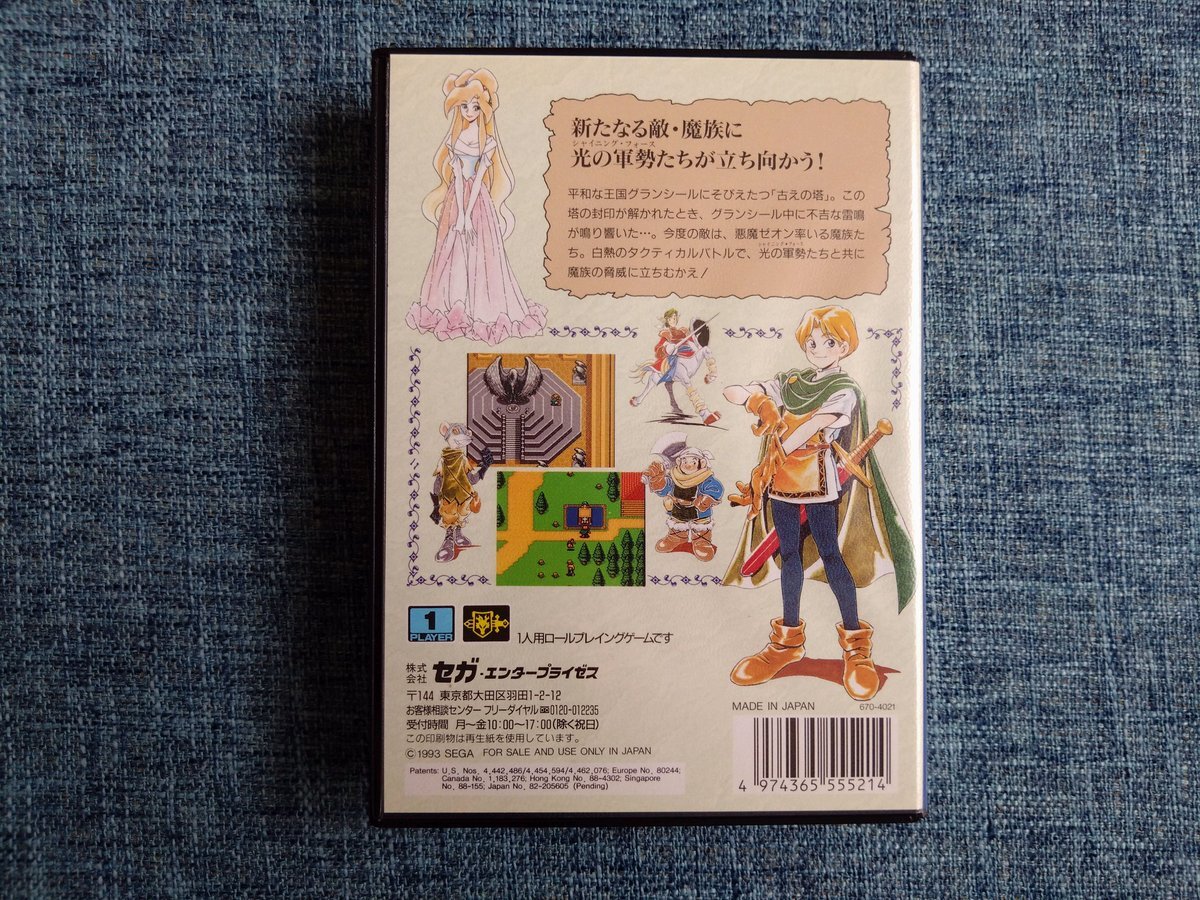 新たなる敵・魔族に
シャイニング・フォース
光の軍勢たちが立ち向かう！
平和な王国グランシールにそびえたつ「古えの塔」。この
塔の封印が解かれたとき、グランシール中に不吉な雷鳴
が鳴り響いた…。今度の敵は、悪魔ゼオン率いる魔族た
シャイニング・フォース
ち。白熱のタクティカルバトルで、光の軍勢たちと共に
魔族の脅威に立ちむかえ！
1
PLAYER
1人用ロールプレイングゲームです
株式会社 セガ・エンタープライゼス
〒144 東京都大田区羽田1-2-12
お客様相談センター フリーダイヤル 0120-012235
受付時間 月～金10:00～17:00(除く祝日)
この印刷物は再生紙を使用しています。
©1993 SEGA FOR SALE AND USE ONLY IN JAPAN
Patents: U.S. Nos. 4,442,486/4,454,594/4,462,076; Europe No. 80244;
Canada No. 1,183,276; Hong Kong No. 88-4302; Singapore
No. 88-155; Japan No. 82-205605 (Pending)
MADE IN JAPAN 670-4021
4 974365 555214